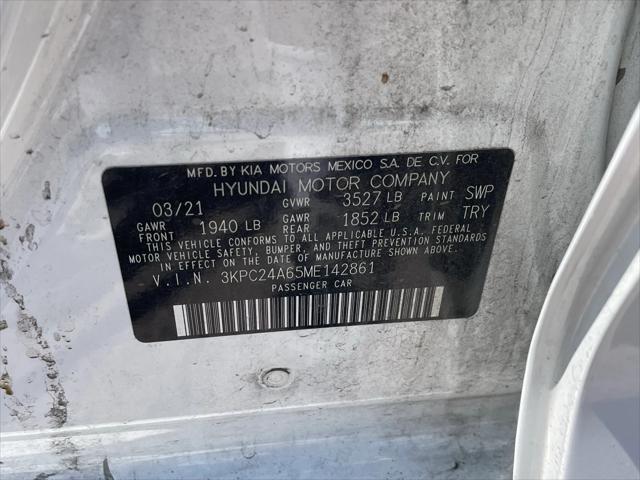 MFD. BY KIA MOTORS MEXICO S.A. DE C.V. FOR
HYUNDAI MOTOR COMPANY
03/21 GVWR 3527 LB PAINT SWP
GAWR FRONT 1940 LB GAWR REAR 1852 LB TRIM TRY
THIS VEHICLE CONFORMS TO ALL APPLICABLE U.S.A. FEDERAL
MOTOR VEHICLE SAFETY, BUMPER, AND THEFT PREVENTION STANDARDS
IN EFFECT ON THE DATE OF MANUFACTURE SHOWN ABOVE.
V.I.N. 3KPC24A65ME142861
PASSENGER CAR